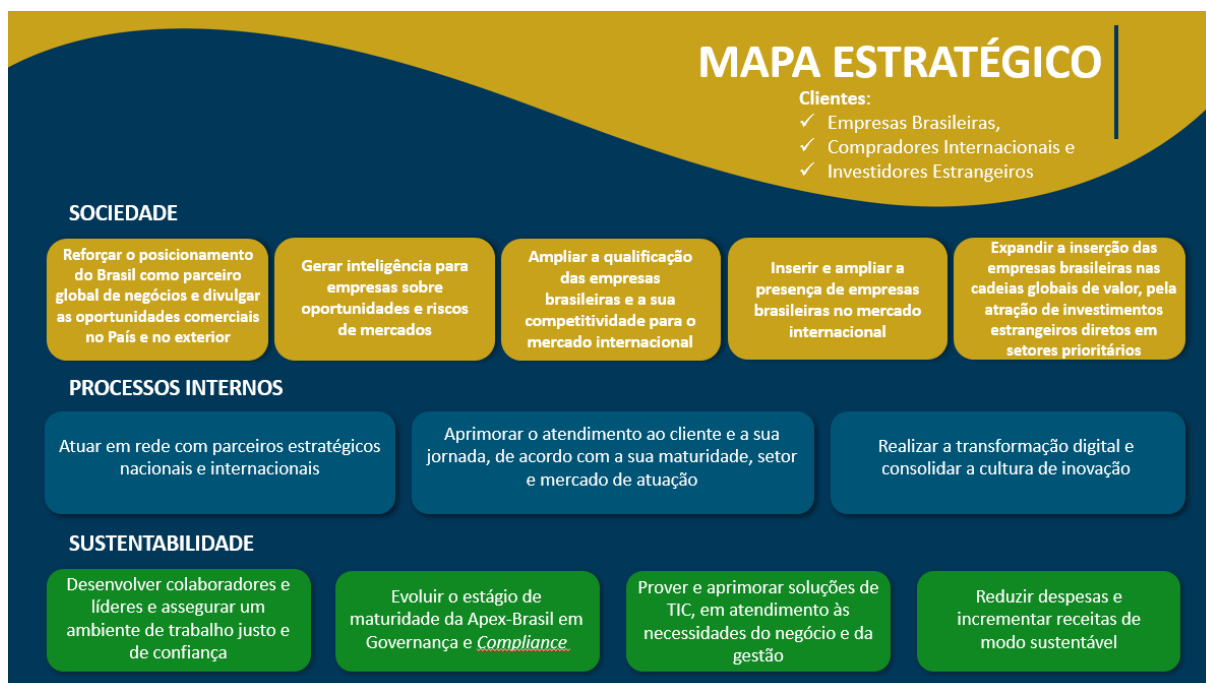 MAPA ESTRATÉGICO
Clientes:
✓ Empresas Brasileiras,
✓ Compradores Internacionais e
✓ Investidores Estrangeiros
SOCIEDADE
Reforçar o posicionamento
do Brasil como parceiro
global de negócios e divulgar
as oportunidades comerciais
no País e no exterior
Gerar inteligência para
empresas sobre
oportunidades e riscos
de mercados
Ampliar a qualificação
das empresas
brasileiras e a sua
competitividade para o
mercado internacional
Inserir e ampliar a
presença de empresas
brasileiras no mercado
internacional
Expandir a inserção das
empresas brasileiras nas
cadeias globais de valor, pela
atração de investimentos
estrangeiros diretos em
setores prioritários
PROCESSOS INTERNOS
Atuar em rede com parceiros estratégicos
nacionais e internacionais
Aprimorar o atendimento ao cliente e a sua
jornada, de acordo com a sua maturidade, setor
e mercado de atuação
Realizar a transformação digital e
consolidar a cultura de inovação
SUSTENTABILIDADE
Desenvolver colaboradores e
líderes e assegurar um
ambiente de trabalho justo e
de confiança
Evoluir o estágio de
maturidade da Apex-Brasil em
Governança e Compliance
Prover e aprimorar soluções de
TIC, em atendimento às
necessidades do negócio e da
gestão
Reduzir despesas e
incrementar receitas de
modo sustentável